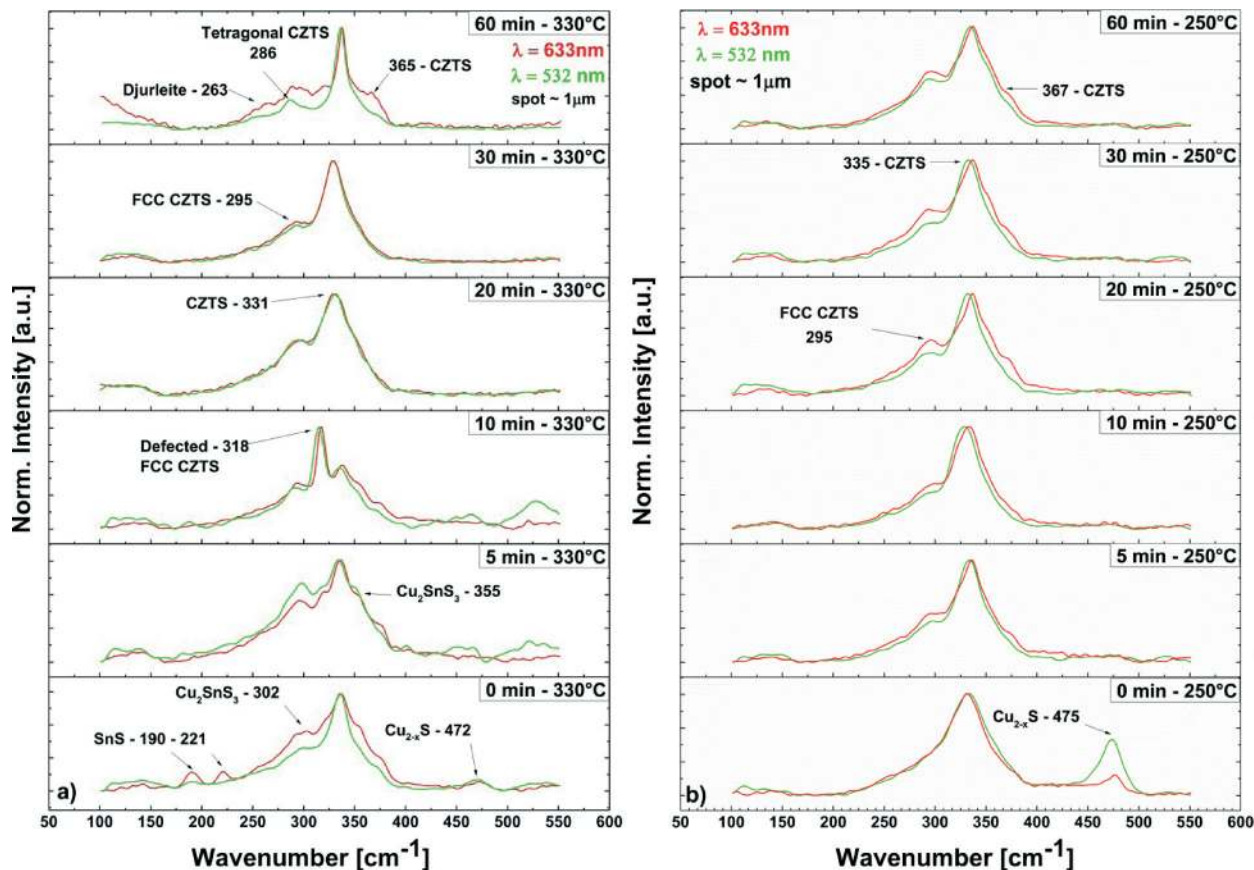 60 min - 330°C
Tetragonal CZTS
286
λ = 633nm
λ = 532 nm
spot ~ 1µm
365 - CZTS
Djurleite - 263
30 min - 330°C
FCC CZTS - 295
20 min - 330°C
CZTS - 331
10 min - 330°C
Defected - 318
FCC CZTS
5 min - 330°C
Cu₂SnS₃ - 355
0 min - 330°C
Cu₂SnS₃ - 302
SnS - 190 - 221
Cu₂₋ₓS - 472
a)
50 100 150 200 250 300 350 400 450 500 550 600
Wavenumber [cm⁻¹]
Norm. Intensity [a.u.]
60 min - 250°C
λ = 633nm
λ = 532 nm
spot ~ 1µm
367 - CZTS
30 min - 250°C
335 - CZTS
20 min - 250°C
FCC CZTS
295
10 min - 250°C
5 min - 250°C
0 min - 250°C
Cu₂₋ₓS - 475
b)
50 100 150 200 250 300 350 400 450 500 550 600
Wavenumber [cm⁻¹]
Norm. Intensity [a.u.]